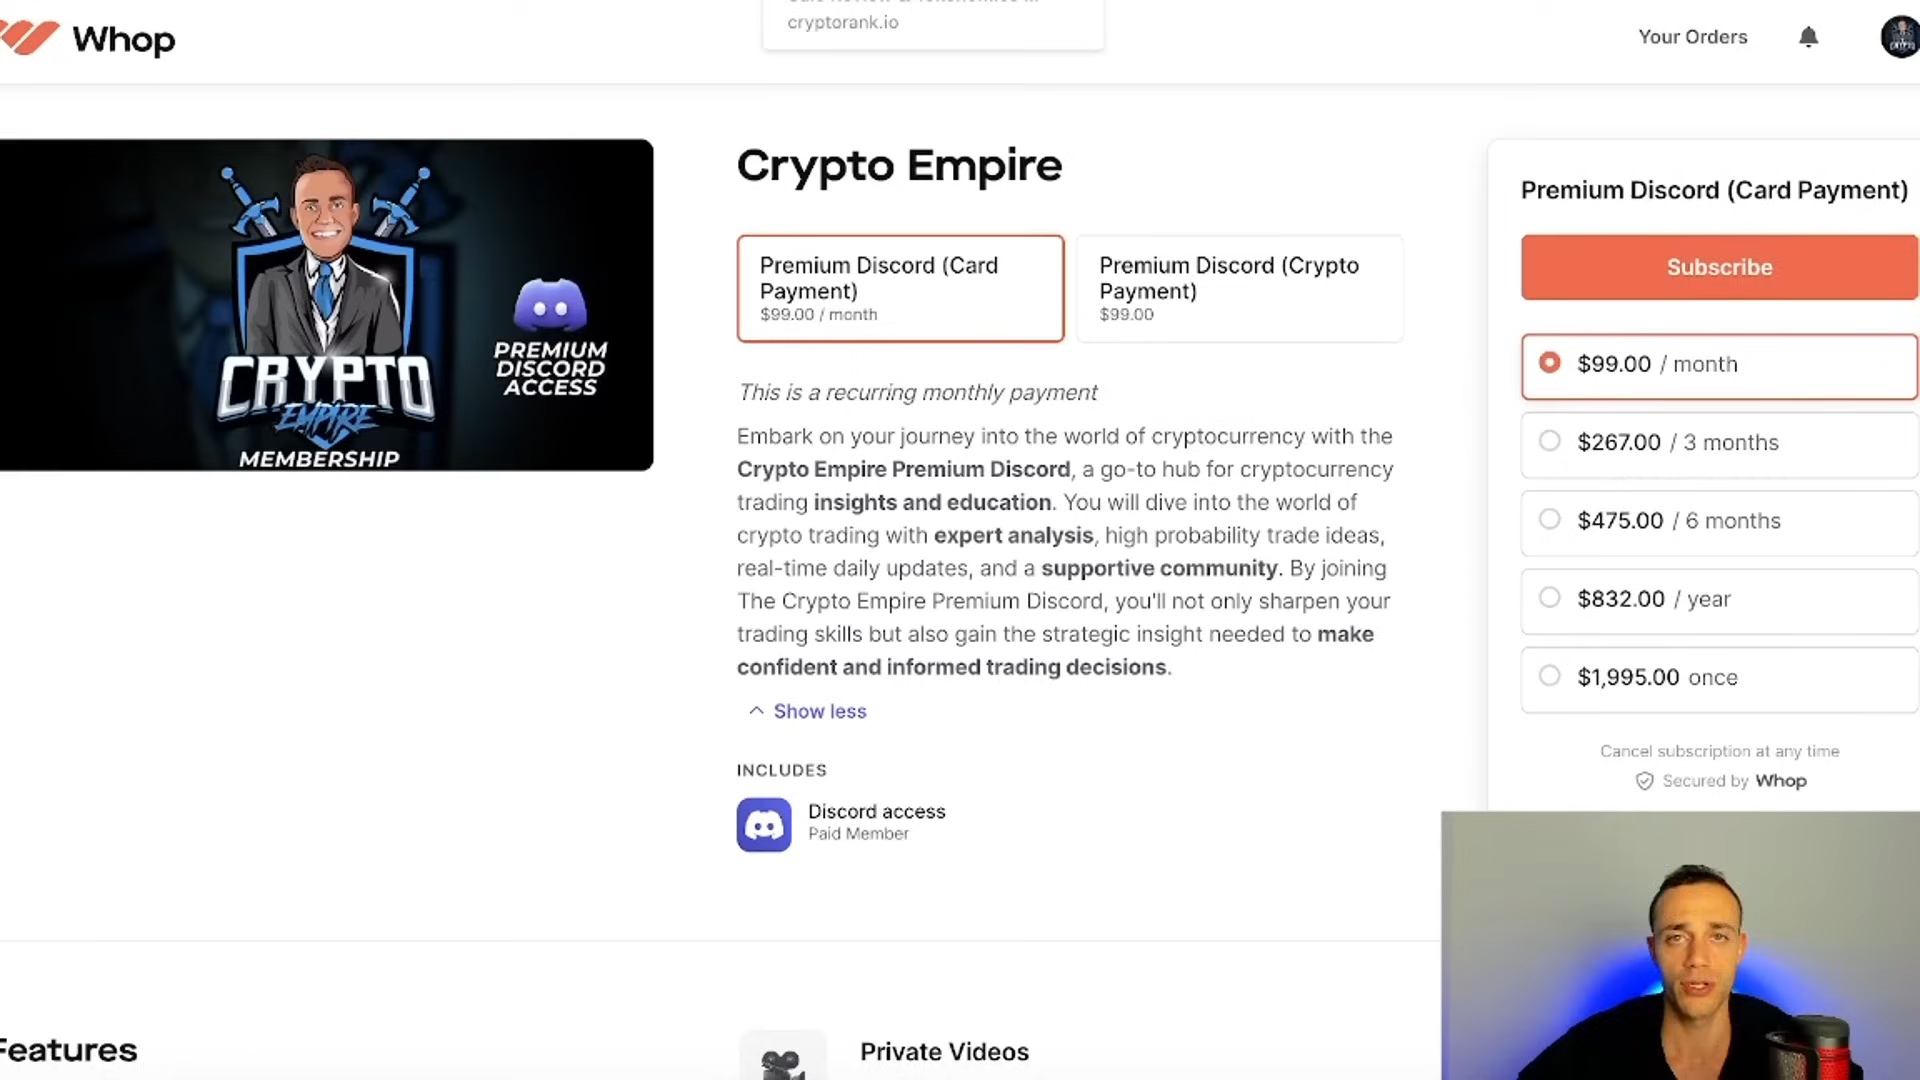 cryptorank.io
Whop
Your Orders
CRYPTO
EMPIRE
MEMBERSHIP
PREMIUM
DISCORD
ACCESS
Crypto Empire
Premium Discord (Card
Payment)
$99.00 / month
Premium Discord (Crypto
Payment)
$99.00
This is a recurring monthly payment
Embark on your journey into the world of cryptocurrency with the
Crypto Empire Premium Discord, a go-to hub for cryptocurrency
trading insights and education. You will dive into the world of
crypto trading with expert analysis, high probability trade ideas,
real-time daily updates, and a supportive community. By joining
The Crypto Empire Premium Discord, you'll not only sharpen your
trading skills but also gain the strategic insight needed to make
confident and informed trading decisions.
Show less
INCLUDES
Discord access
Paid Member
Premium Discord (Card Payment)
Subscribe
$99.00 / month
$267.00 / 3 months
$475.00 / 6 months
$832.00 / year
$1,995.00 once
Cancel subscription at any time
Secured by Whop
Features
Private Videos